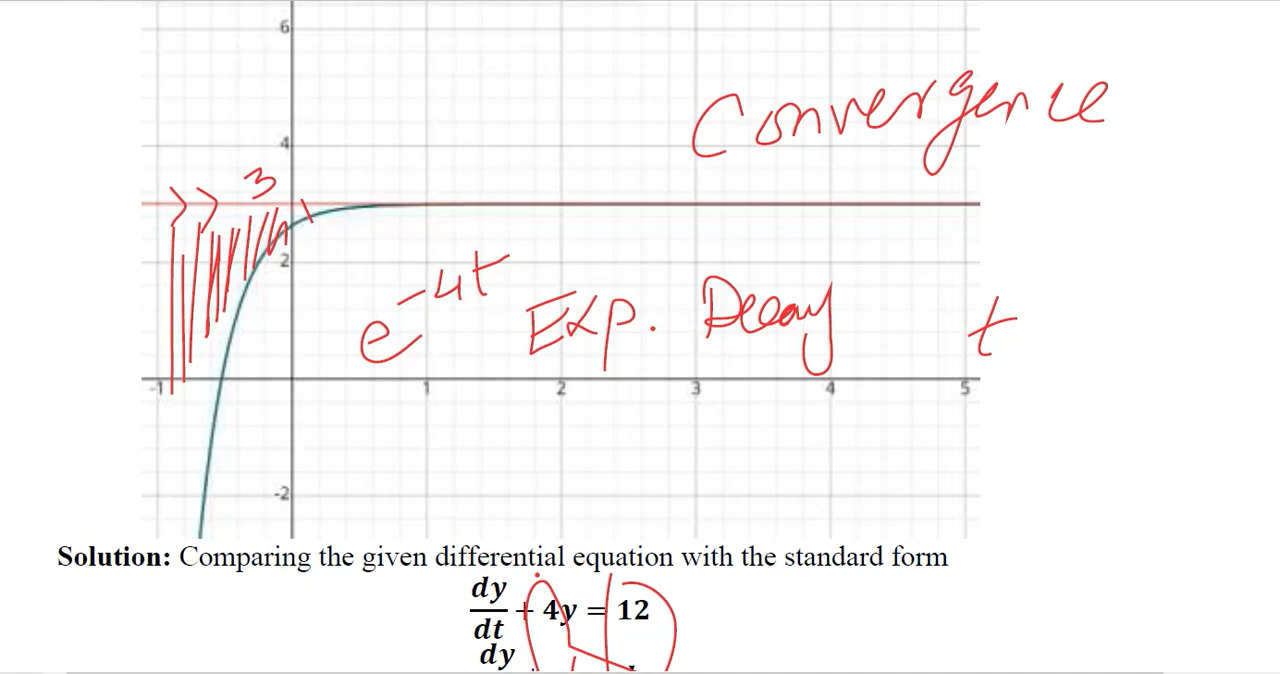 6
Convergence
4
3
2
e^-4t Exp. Decay t
-1 1 2 3 4 5
-2
Solution: Comparing the given differential equation with the standard form
dy/dt + 4y = 12
dy